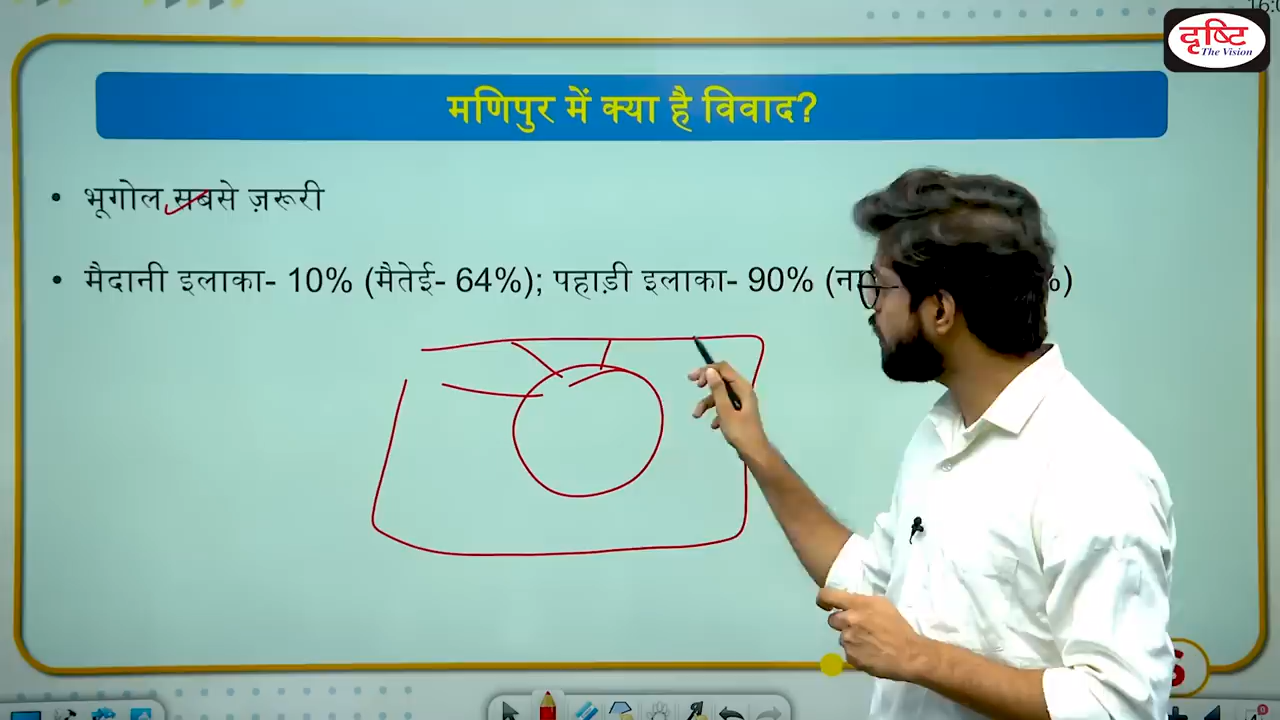 दृष्टि
The Vision
मणिपुर में क्या है विवाद?
• भूगोल सबसे ज़रूरी
• मैदानी इलाका- 10% (मैतेई- 64%); पहाड़ी इलाका- 90% (
%)